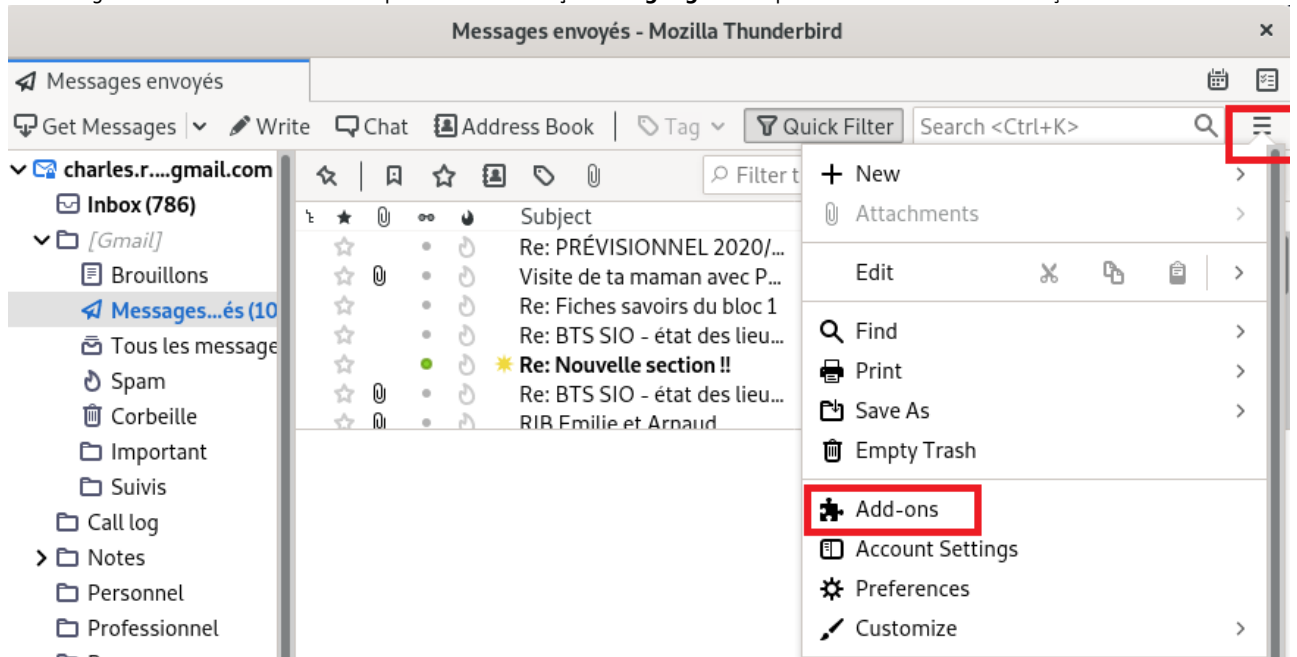 Messages envoyés - Mozilla Thunderbird ×
Messages envoyés
Get Messages Write Chat Address Book Tag Quick Filter Search <Ctrl+K>
charles.r....gmail.com
Inbox (786)
[Gmail]
Brouillons
Messages...és (10
Tous les message
Spam
Corbeille
Important
Suivis
Call log
Notes
Personnel
Professionnel
Filter t
Subject
Re: PRÉVISIONNEL 2020/...
Visite de ta maman avec P...
Re: Fiches savoirs du bloc 1
Re: BTS SIO - état des lieu...
Re: Nouvelle section !!
Re: BTS SIO - état des lieu...
RIB Emilie et Arnaud
New
Attachments
Edit
Find
Print
Save As
Empty Trash
Add-ons
Account Settings
Preferences
Customize